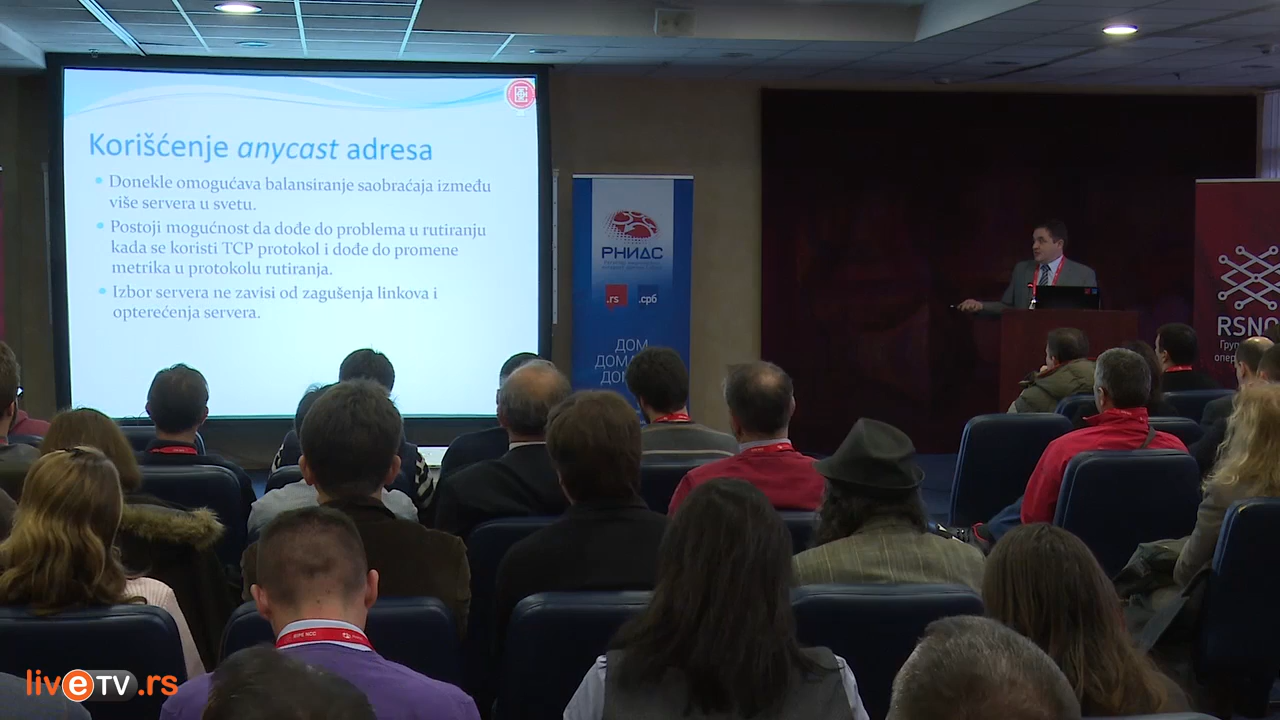 Korišćenje anycast adresa
Donekle omogućava balansiranje saobraćaja između
više servera u svetu.
Postoji mogućnost da dođe do problema u rutiranju
kada se koristi TCP protokol i dođe do promene
metrika u protokolu rutiranja.
Izbor servera ne zavisi od zagušenja linkova i
opterećenja servera.
РНИДС
.rs
.срб
ДОМ
RSNO
RIPE NCC
livetv.rs